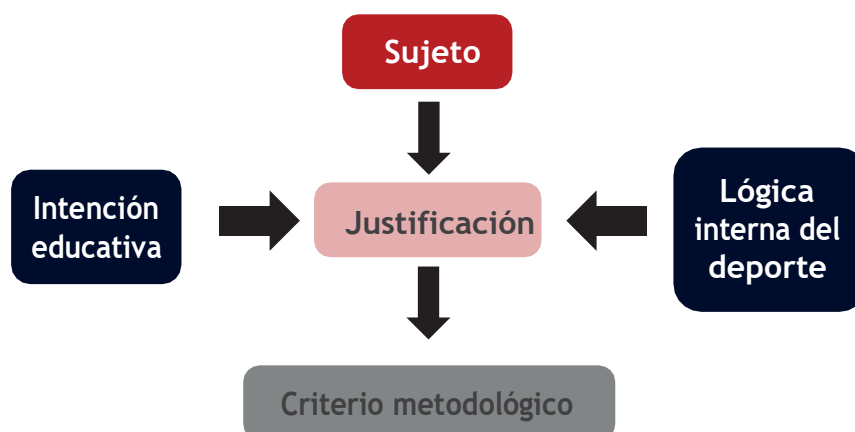 Sujeto
Intención
educativa
Justificación
Lógica
interna del
deporte
Criterio metodológico